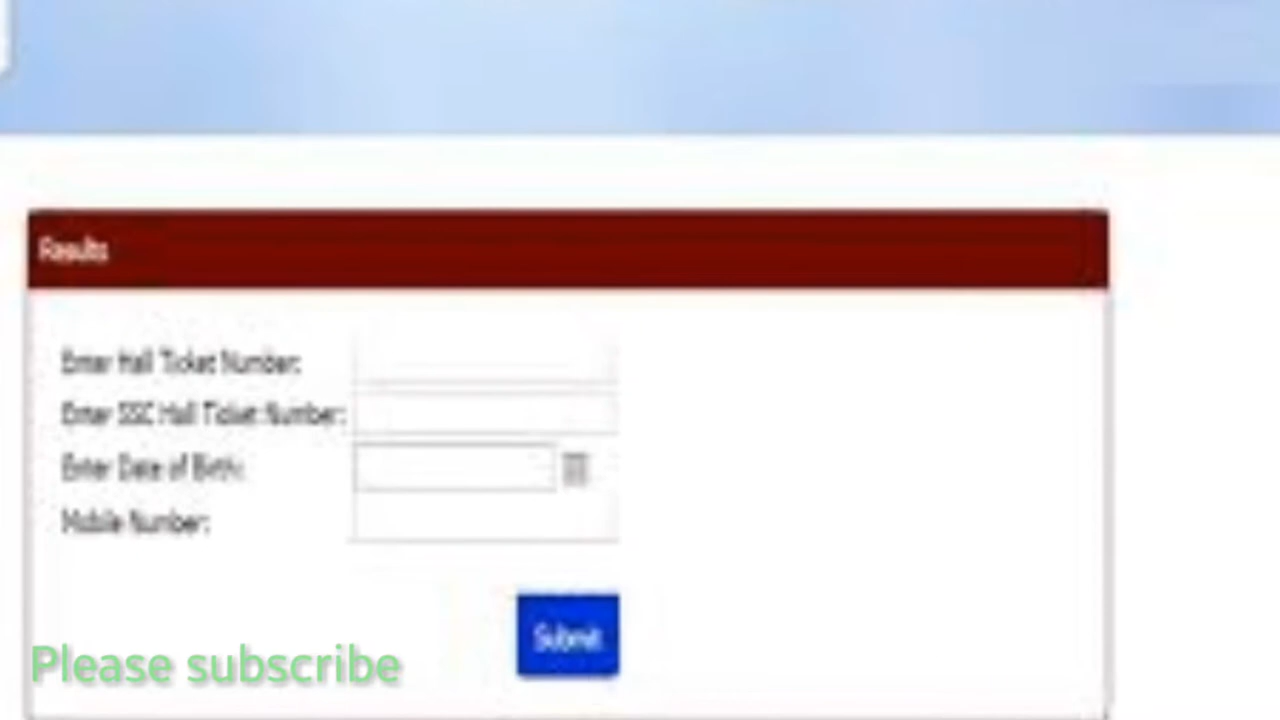 Results
Enter Hall Ticket Number:
Enter SSC Hall Ticket Number:
Enter Date of Birth:
Mobile Number:
Submit
Please subscribe